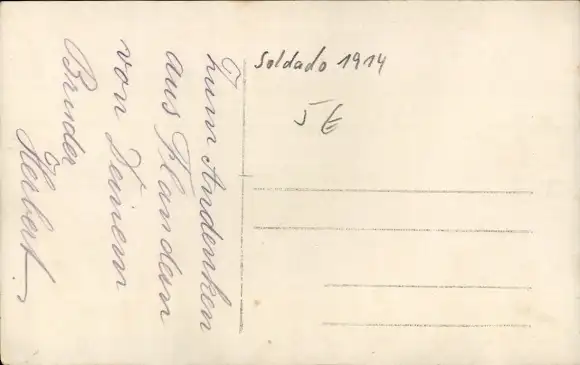 Zum Andenken
aus Flandern
von Deinem
Bruder
Herbert
Soldado 1914
5 €